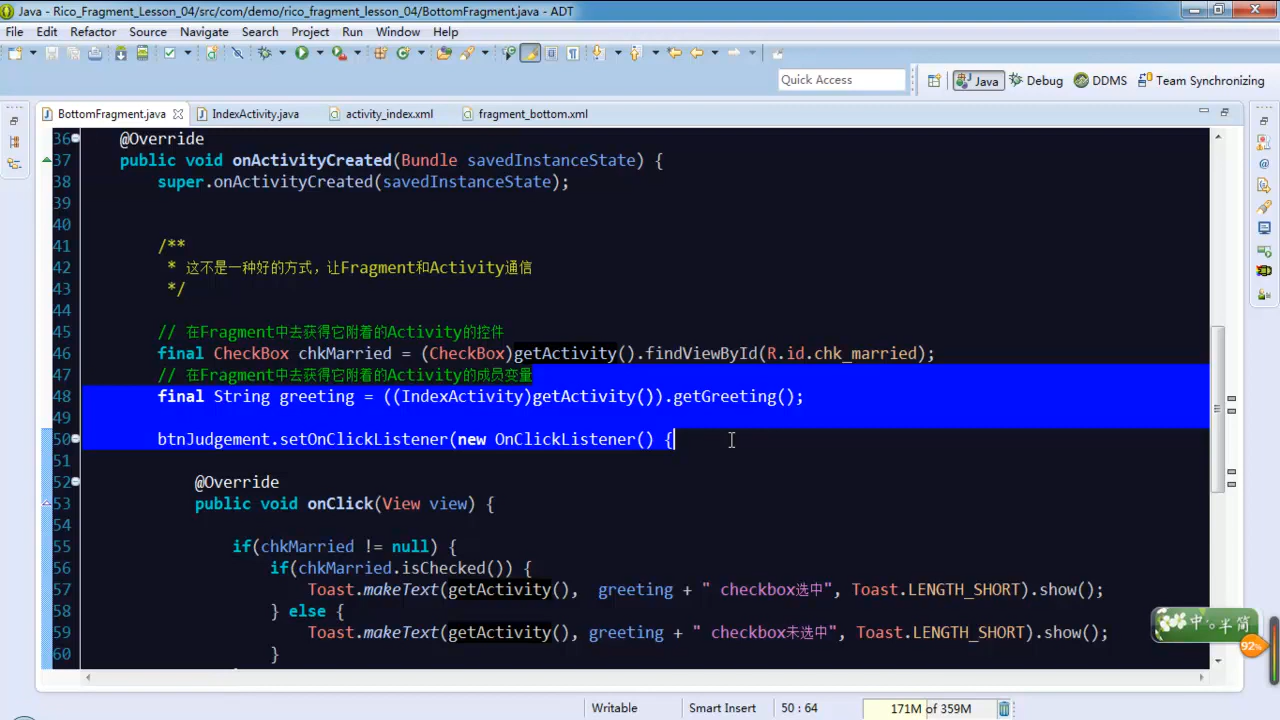 Java - Rico_Fragment_Lesson_04/src/com/demo/rico_fragment_lesson_04/BottomFragment.java - ADT
File Edit Refactor Source Navigate Search Project Run Window Help
Quick Access
Java Debug DDMS Team Synchronizing
BottomFragment.java IndexActivity.java activity_index.xml fragment_bottom.xml
36 @Override
37 public void onActivityCreated(Bundle savedInstanceState) {
38 super.onActivityCreated(savedInstanceState);
39
40
41 /**
42 * 这不是一种好的方式，让Fragment和Activity通信
43 */
44
45 // 在Fragment中去获得它附着的Activity的控件
46 final CheckBox chkMarried = (CheckBox)getActivity().findViewById(R.id.chk_married);
47 // 在Fragment中去获得它附着的Activity的成员变量
48 final String greeting = ((IndexActivity)getActivity()).getGreeting();
49
50 btnJudgement.setOnClickListener(new OnClickListener() {
51
52 @Override
53 public void onClick(View view) {
54
55 if(chkMarried != null) {
56 if(chkMarried.isChecked()) {
57 Toast.makeText(getActivity(), greeting + " checkbox选中", Toast.LENGTH_SHORT).show();
58 } else {
59 Toast.makeText(getActivity(), greeting + " checkbox未选中", Toast.LENGTH_SHORT).show();
60 }
中 半 简
92%
Writable Smart Insert 50 : 64 171M of 359M